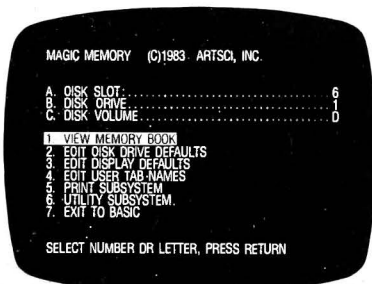 MAGIC MEMORY (C)1983 ARTSCI, INC.
A. DISK SLOT:..............................6
B. DISK DRIVE..............................1
C. DISK VOLUME.............................D
1. VIEW MEMORY BOOK
2. EDIT DISK DRIVE DEFAULTS
3. EDIT DISPLAY DEFAULTS
4. EDIT USER TAB NAMES
5. PRINT SUBSYSTEM
6. UTILITY SUBSYSTEM.
7. EXIT TO BASIC
SELECT NUMBER OR LETTER, PRESS RETURN